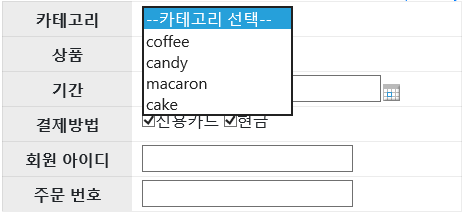 카테고리 --카테고리 선택--
coffee
상품
candy
기간 macaron
cake
결제방법 신용카드 현금
회원 아이디
주문 번호